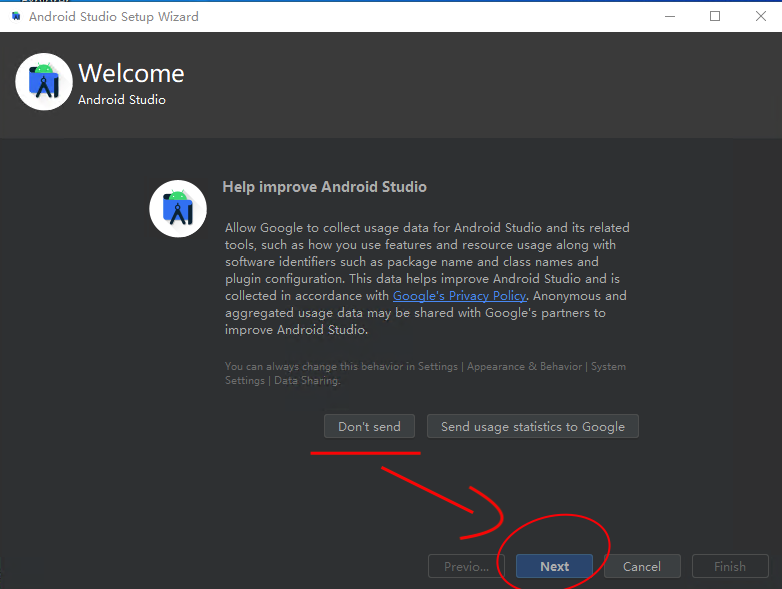 Android Studio Setup Wizard
Welcome
Android Studio
Help improve Android Studio
Allow Google to collect usage data for Android Studio and its related
tools, such as how you use features and resource usage along with
software identifiers such as package name and class names and
plugin configuration. This data helps improve Android Studio and is
collected in accordance with Google's Privacy Policy. Anonymous and
aggregated usage data may be shared with Google's partners to
improve Android Studio.
You can always change this behavior in Settings | Appearance & Behavior | System
Settings | Data Sharing.
Don't send
Send usage statistics to Google
Previo...
Next
Cancel
Finish